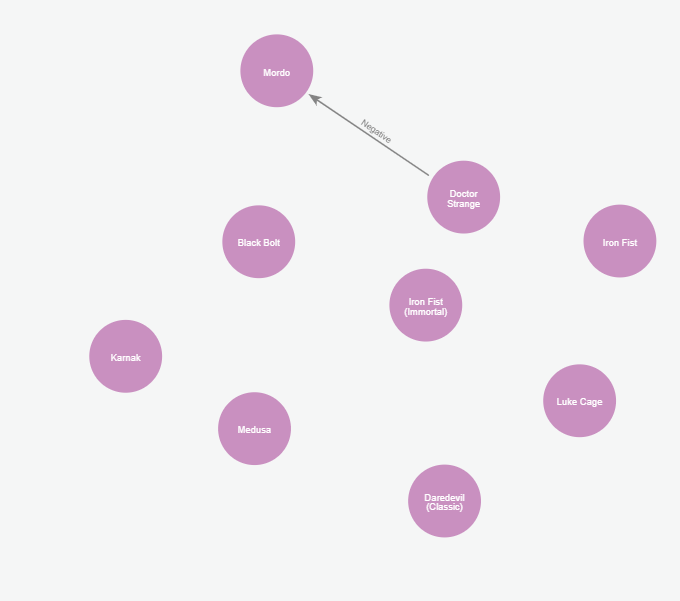 Mordo
Negative
Doctor
Strange
Black Bolt
Iron Fist
Iron Fist
(Immortal)
Karnak
Luke Cage
Medusa
Daredevil
(Classic)